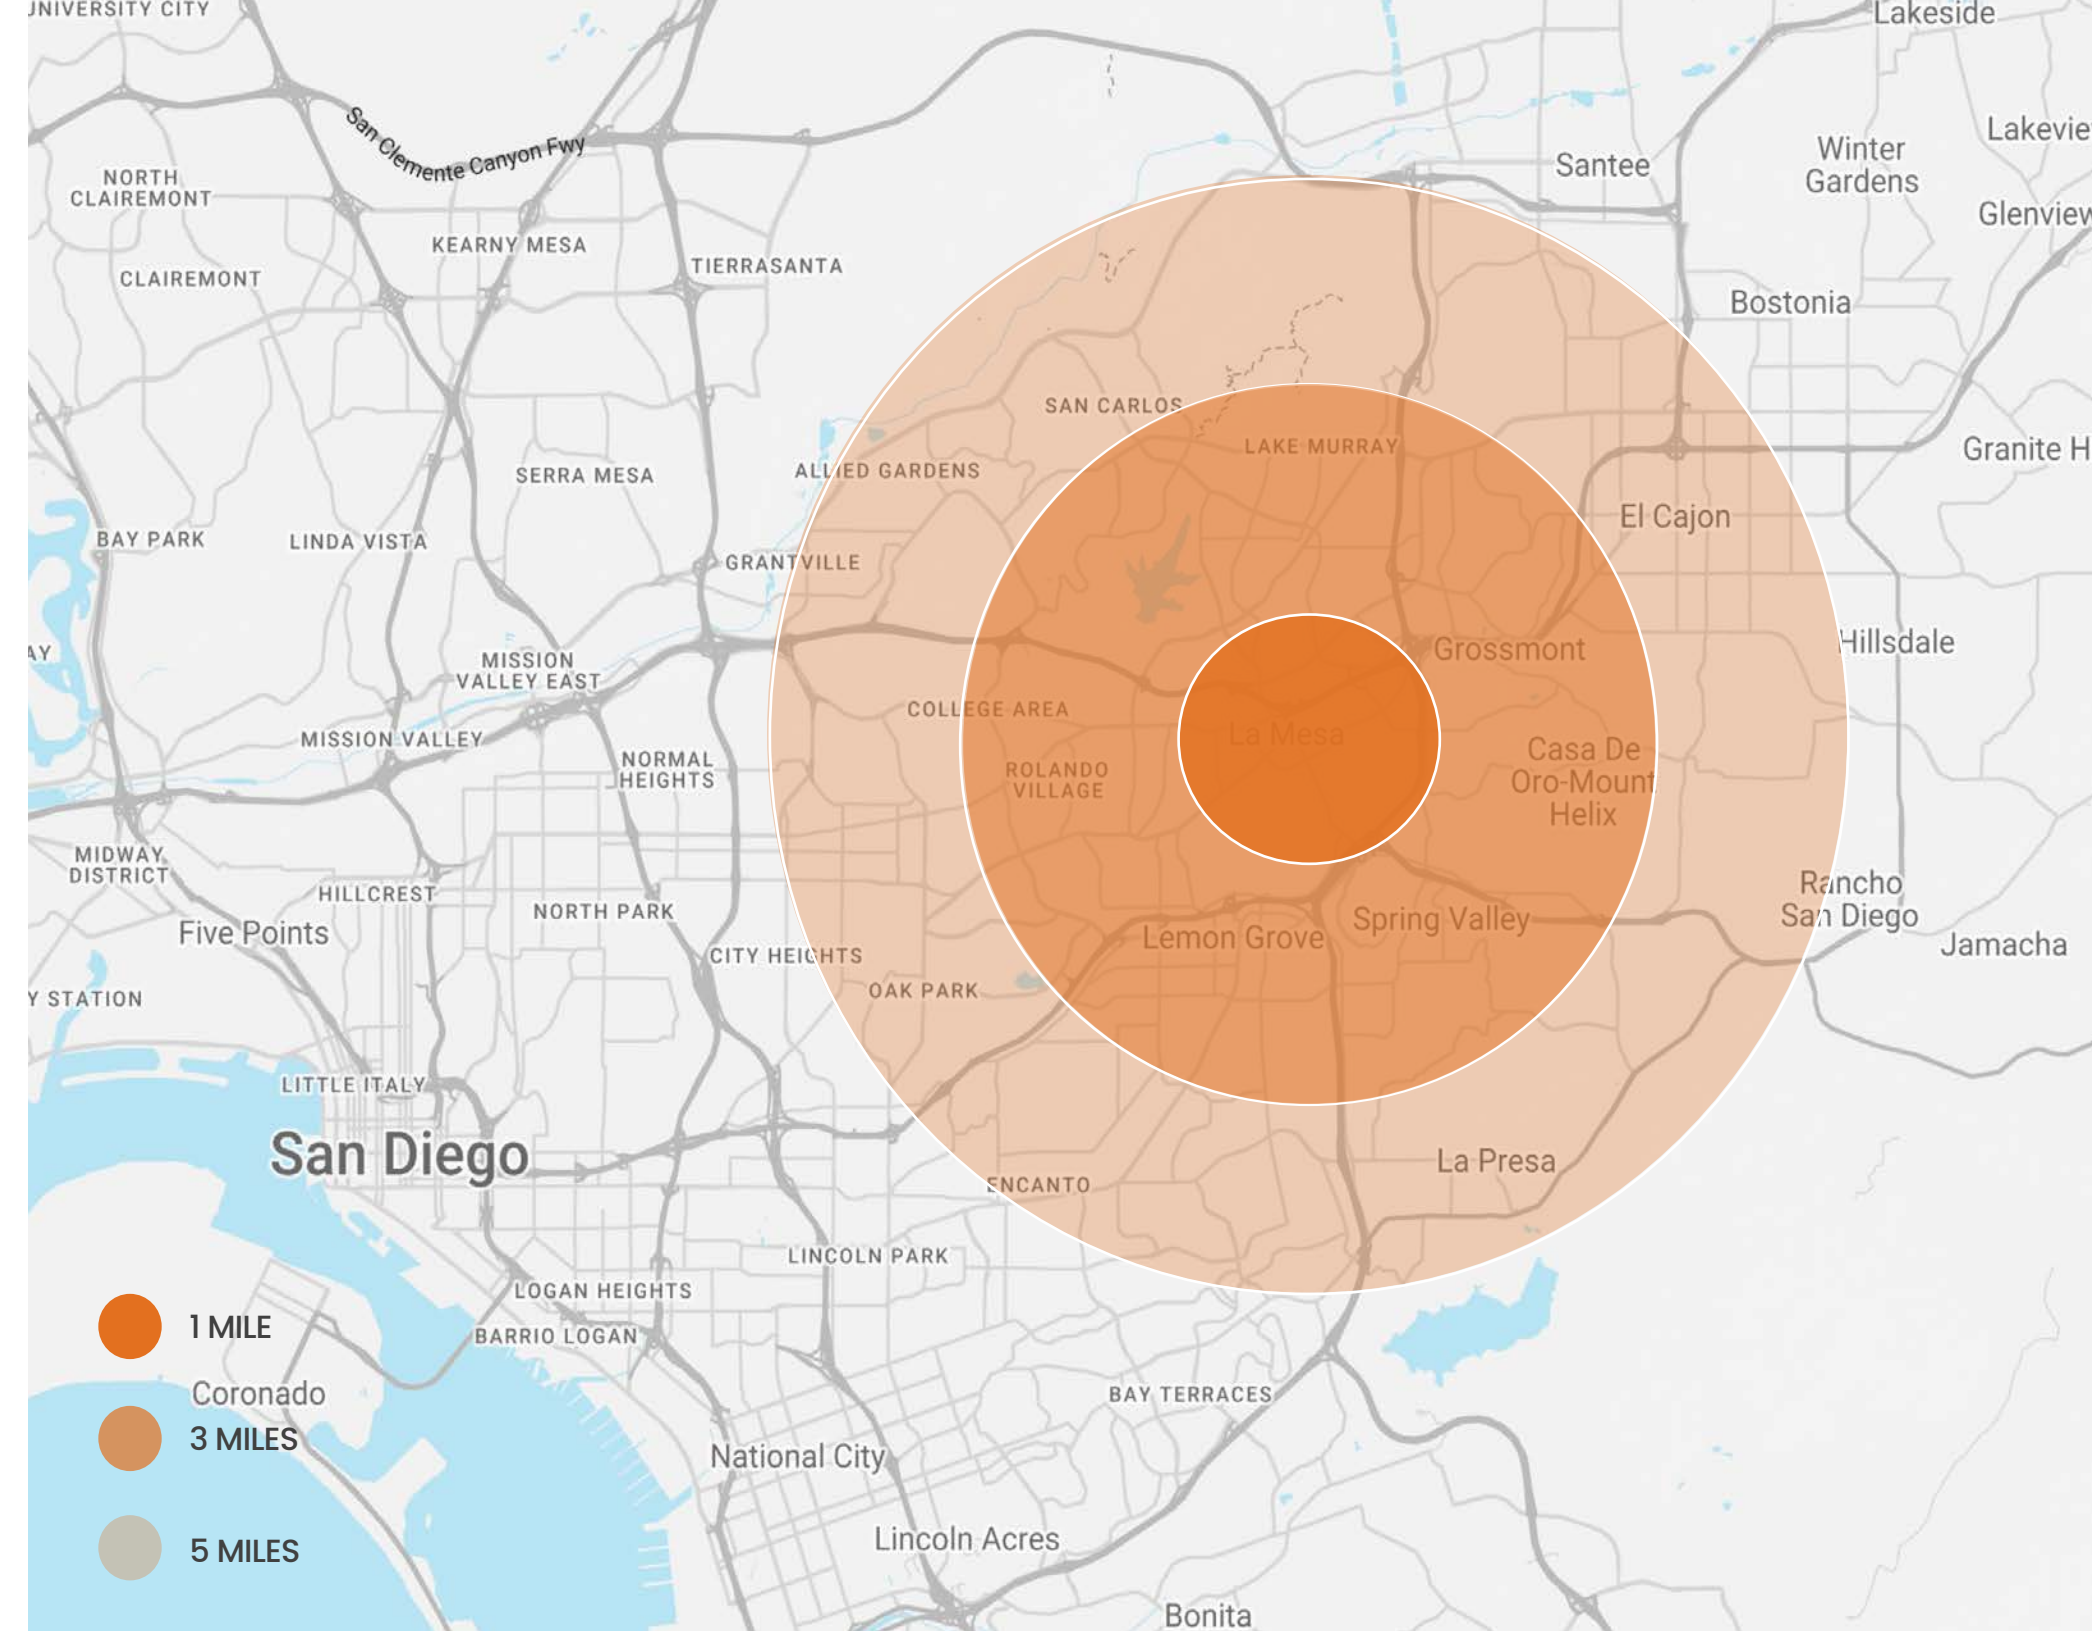 UNIVERSITY CITY
Lakeside
San Clemente Canyon Fwy
Santee
Winter
Gardens
NORTH
CLAIREMONT
KEARNY MESA
TIERRASANTA
CLAIREMONT
Bostonia
SAN CARLOS
LAKE MURRAY
ALLIED GARDENS
SERRA MESA
El Cajon
BAY PARK
LINDA VISTA
GRANTVILLE
Grossmont
Hillsdale
MISSION
VALLEY EAST
COLLEGE AREA
La Mesa
MISSION VALLEY
NORMAL
HEIGHTS
ROLANDO
VILLAGE
Casa De
Oro-Mount
Helix
MIDWAY
DISTRICT
HILLCREST
NORTH PARK
Five Points
Rancho
San Diego
Lemon Grove
Spring Valley
Jamacha
CITY HEIGHTS
OAK PARK
Y STATION
LITTLE ITALY
San Diego
La Presa
ENCANTO
LINCOLN PARK
LOGAN HEIGHTS
BARRIO LOGAN
1 MILE
Coronado
3 MILES
BAY TERRACES
National City
Lincoln Acres
5 MILES
Bonita
Glenview
Lakevie
Granite H
AY